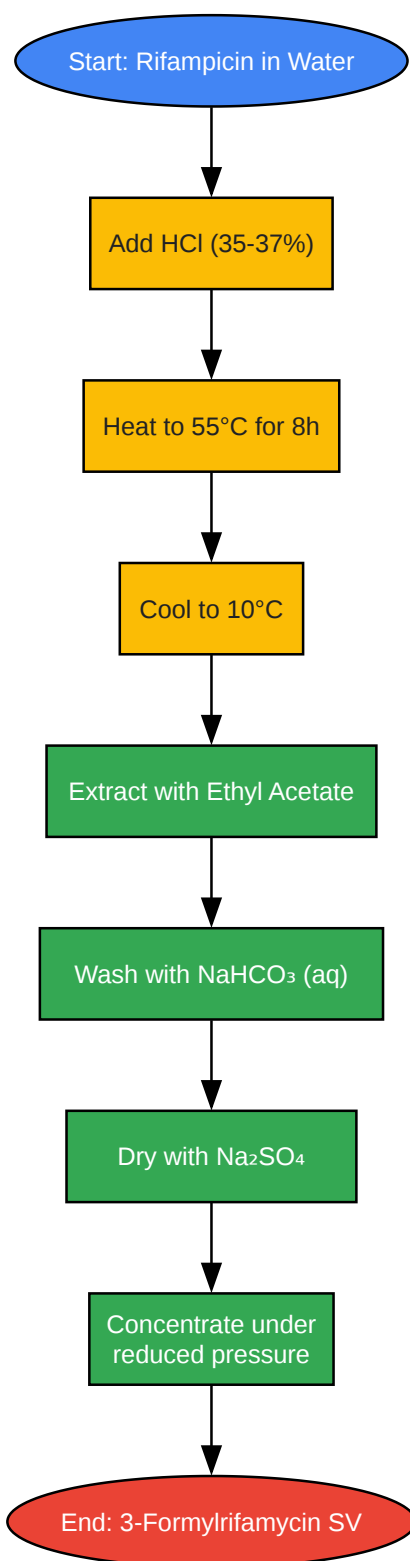 Start: Rifampicin in Water
Add HCl (35-37%)
Heat to 55°C for 8h
Cool to 10°C
Extract with Ethyl Acetate
Wash with NaHCO₃ (aq)
Dry with Na₂SO₄
Concentrate under
reduced pressure
End: 3-Formylrifamycin SV